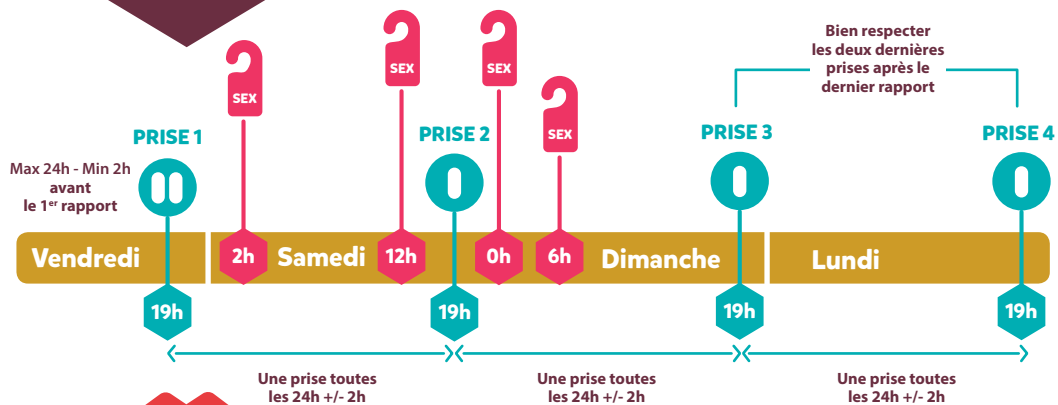 Bien respecter
les deux dernières
prises après le
dernier rapport
SEX
SEX
SEX
SEX
PRISE 1
PRISE 2
PRISE 3
PRISE 4
Max 24h - Min 2h
avant
le 1er rapport
Vendredi
2h
Samedi
12h
0h
6h
Dimanche
Lundi
19h
19h
19h
19h
Une prise toutes
les 24h +/- 2h
Une prise toutes
les 24h +/- 2h
Une prise toutes
les 24h +/- 2h